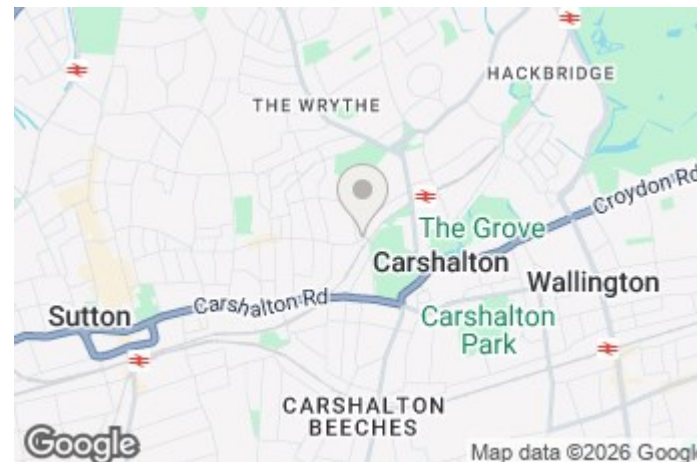 HACKBRIDGE
THE WRYTHE
Croydon Rd
The Grove
Carshalton
Wallington
Carshalton Rd
Sutton
Carshalton
Park
CARSHALTON
BEECHES
Google
Map data ©2026 Google